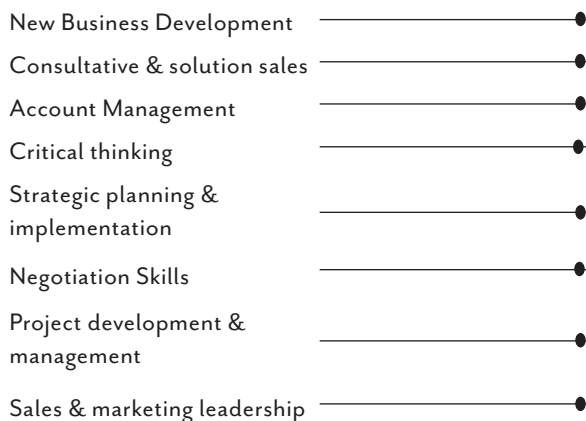 New Business Development
Consultative & solution sales
Account Management
Critical thinking
Strategic planning &
implementation
Negotiation Skills
Project development &
management
Sales & marketing leadership